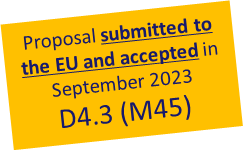 Proposal submitted to
the EU and accepted in
September 2023
D4.3 (M45)